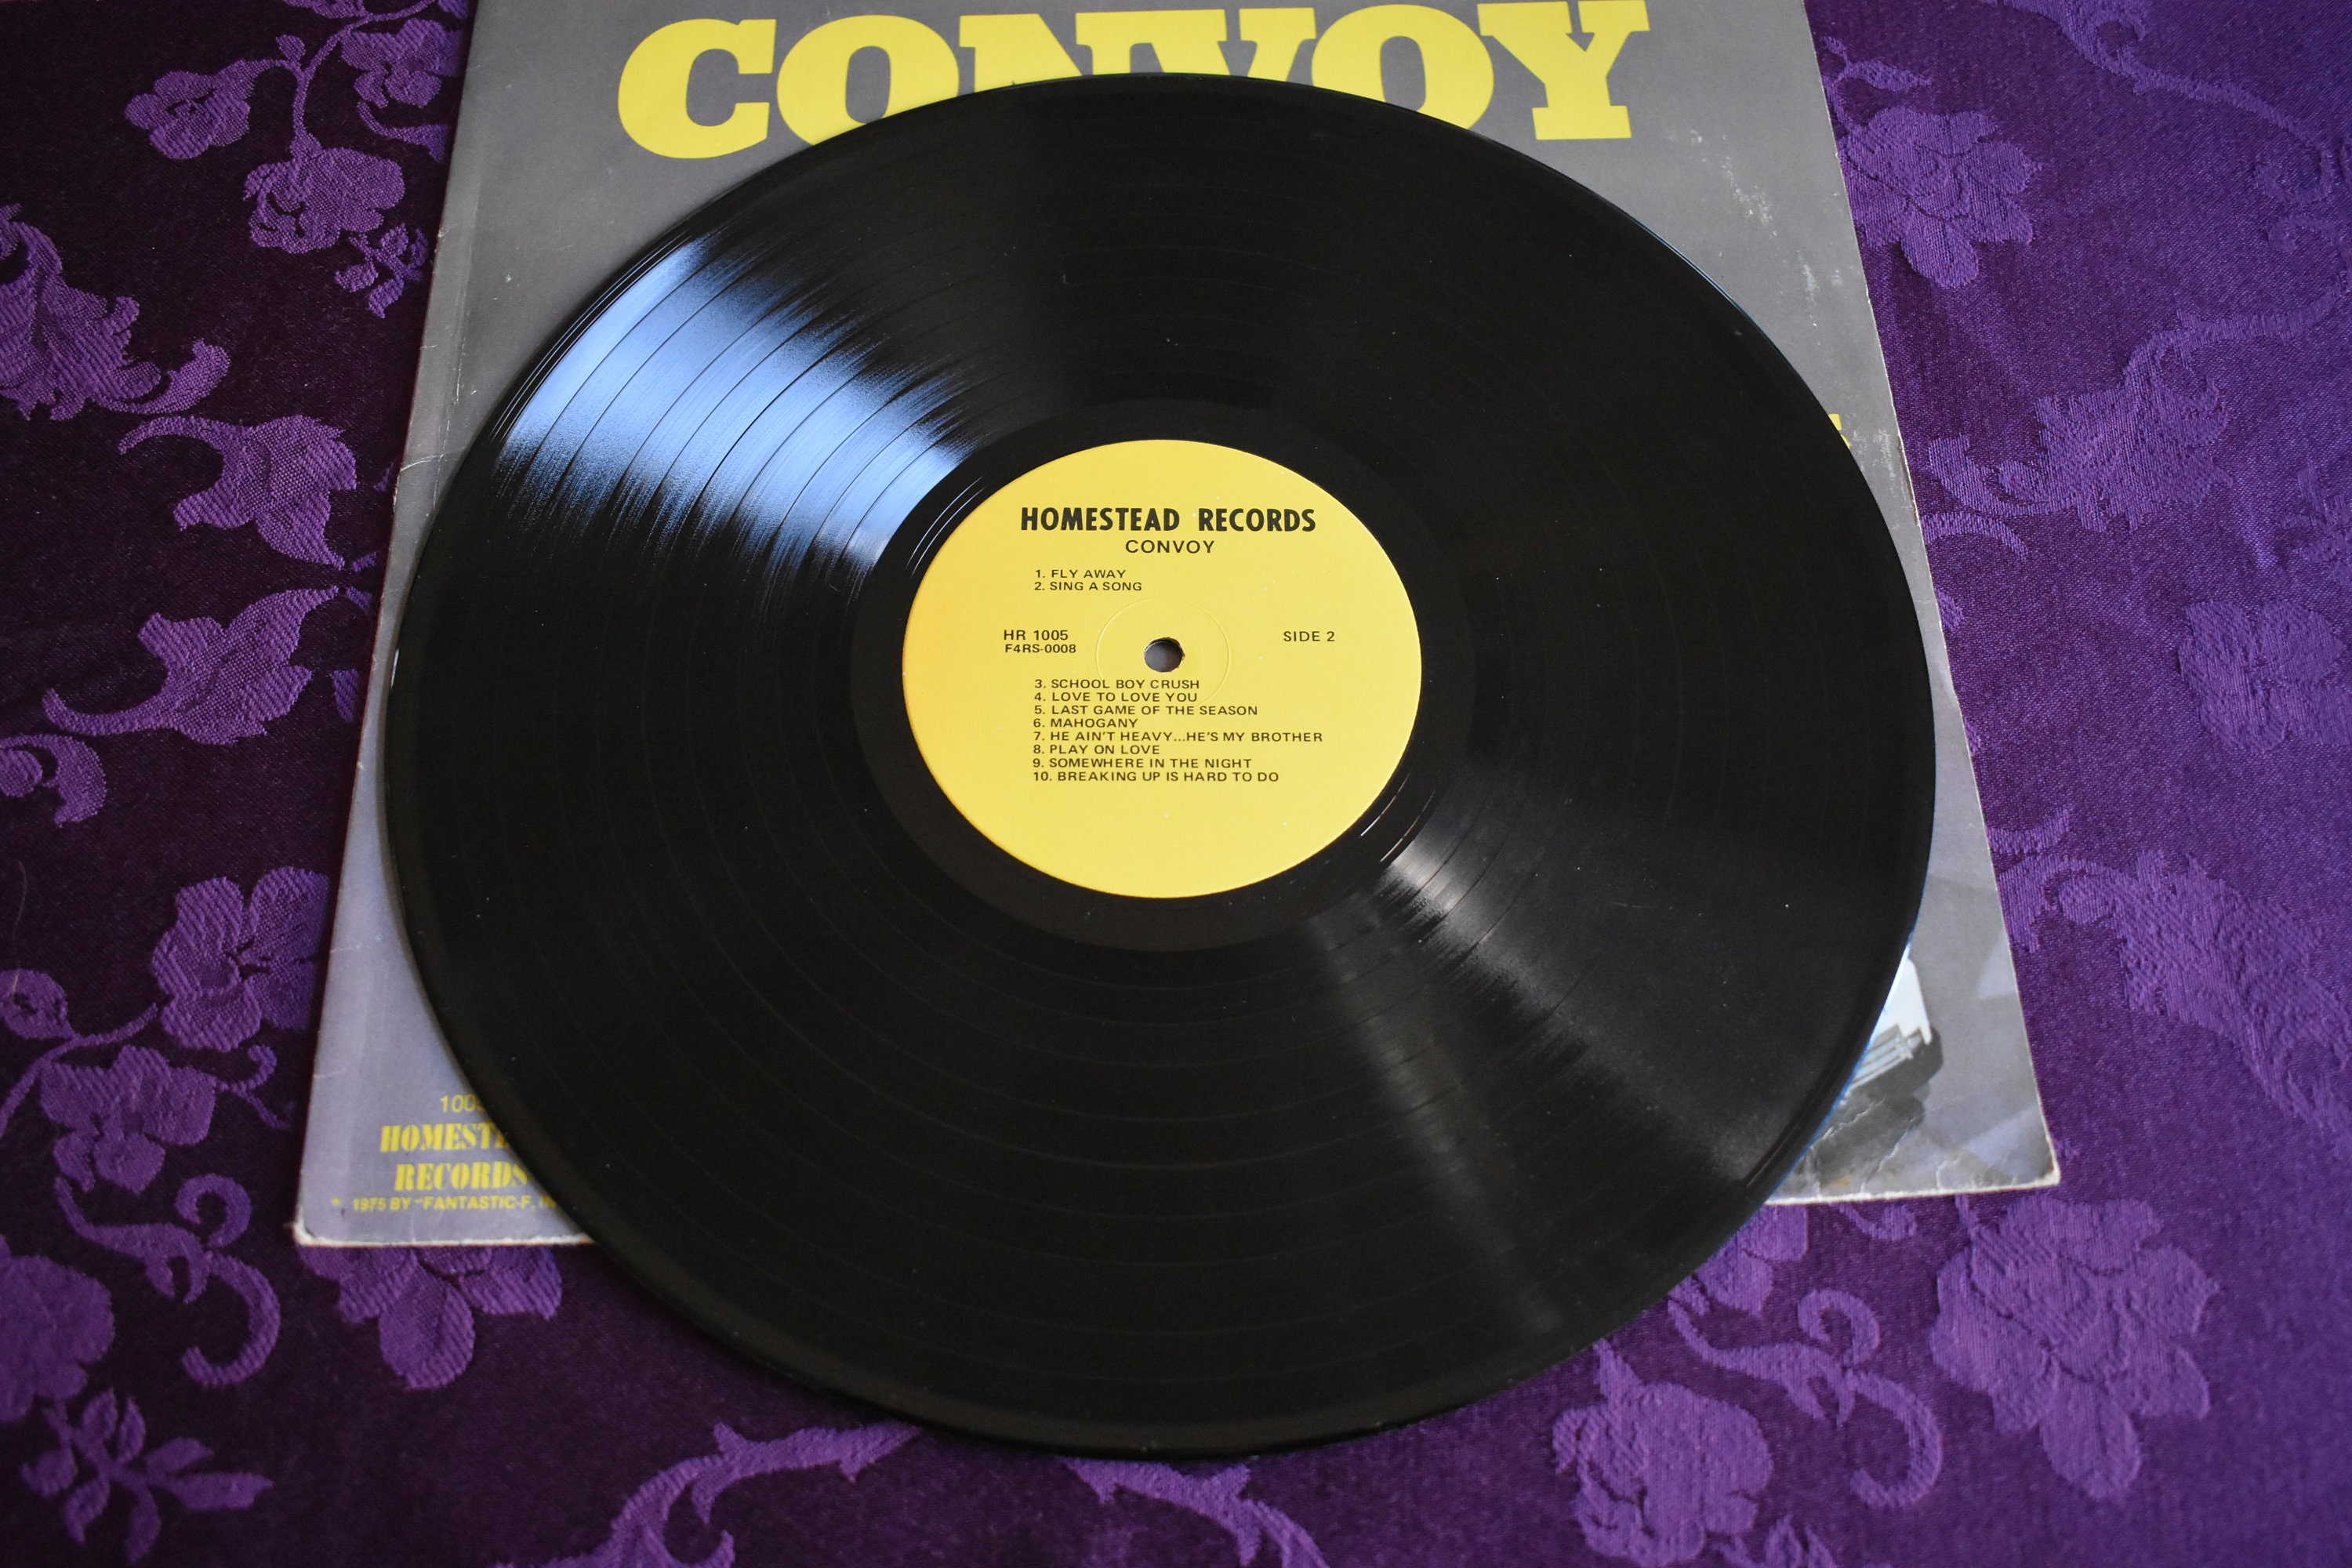 CONVOY
HOMESTEAD RECORDS
CONVOY
1. FLY AWAY
2. SING A SONG
HR 1005
F4RS-0008
SIDE 2
3. SCHOOL BOY CRUSH
4. LOVE TO LOVE YOU
5. LAST GAME OF THE SEASON
6. MAHOGANY
7. HE AIN'T HEAVY...HE'S MY BROTHER
8. PLAY ON LOVE
9. SOMEWHERE IN THE NIGHT
10. BREAKING UP IS HARD TO DO
RECORDS
1975 BY "FANTASTIC-F,